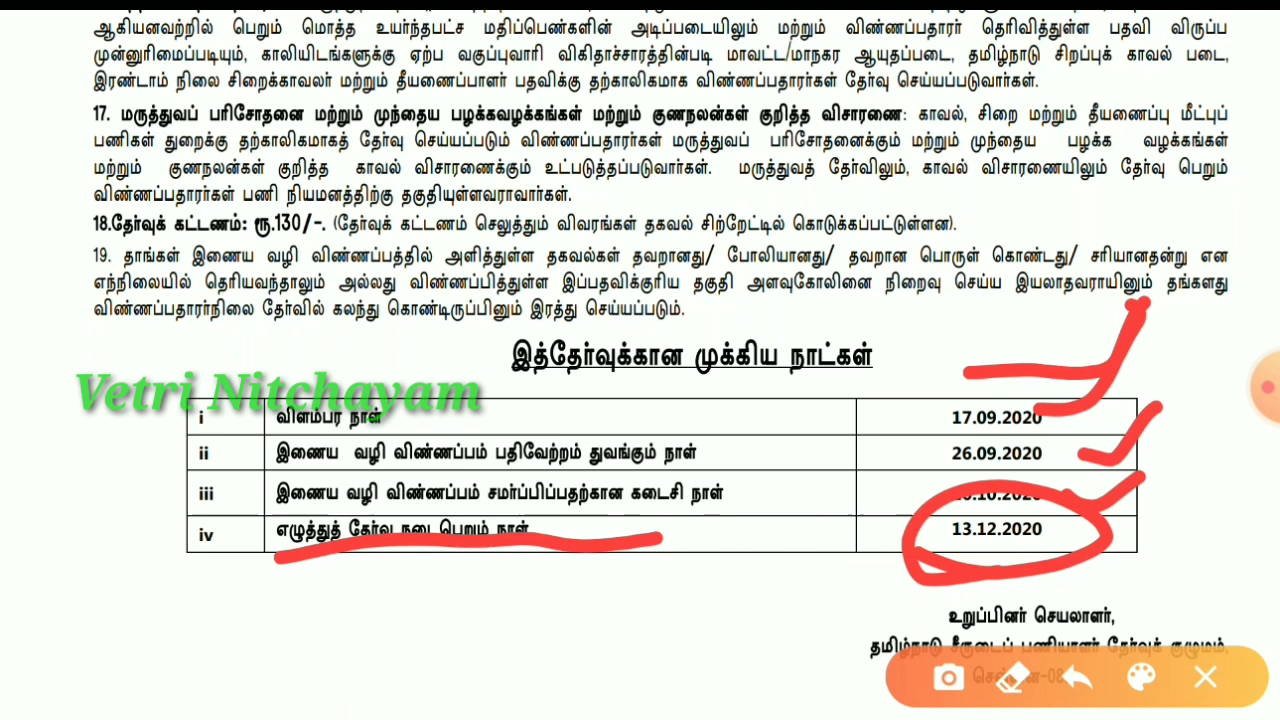 ஆகியனவற்றில் பெறும் மொத்த உயர்ந்தபட்ச மதிப்பெண்களின் அடிப்படையிலும் மற்றும் விண்ணப்பதாரர் தெரிவித்துள்ள பதவி விருப்ப
முன்னுரிமைப்படியும், காலியிடங்களுக்கு ஏற்ப வகுப்புவாரி விகிதாச்சாரத்தின்படி மாவட்ட/மாநகர ஆயுதப்படை, தமிழ்நாடு சிறப்புக் காவல் படை,
இரண்டாம் நிலை சிறைக்காவலர் மற்றும் தீயணைப்பாளர் பதவிக்கு தற்காலிகமாக விண்ணப்பதாரர்கள் தேர்வு செய்யப்படுவார்கள்.
17. மருத்துவப் பரிசோதனை மற்றும் முந்தைய பழக்கவழக்கங்கள் மற்றும் குணநலன்கள் குறித்த விசாரணை: காவல், சிறை மற்றும் தீயணைப்பு மீட்புப்
பணிகள் துறைக்கு தற்காலிகமாகத் தேர்வு செய்யப்படும் விண்ணப்பதாரர்கள் மருத்துவப் பரிசோதனைக்கும் மற்றும் முந்தைய பழக்க வழக்கங்கள்
மற்றும் குணநலன்கள் குறித்த காவல் விசாரணைக்கும் உட்படுத்தப்படுவார்கள். மருத்துவத் தேர்விலும், காவல் விசாரணையிலும் தேர்வு பெறும்
விண்ணப்பதாரர்கள் பணி நியமனத்திற்கு தகுதியுள்ளவராவார்கள்.
18.தேர்வுக் கட்டணம்: ரூ.130/-. (தேர்வுக் கட்டணம் செலுத்தும் விவரங்கள் தகவல் சிற்றேட்டில் கொடுக்கப்பட்டுள்ளன).
19. தாங்கள் இணைய வழி விண்ணப்பத்தில் அளித்துள்ள தகவல்கள் தவறானது/ போலியானது/ தவறான பொருள் கொண்டது/ சரியானதன்று என
எந்நிலையில் தெரியவந்தாலும் அல்லது விண்ணப்பித்துள்ள இப்பதவிக்குரிய தகுதி அளவுகோலினை நிறைவு செய்ய இயலாதவராயினும் தங்களது
விண்ணப்பதாரர்நிலை தேர்வில் கலந்து கொண்டிருப்பினும் இரத்து செய்யப்படும்.
இத்தேர்வுக்கான முக்கிய நாட்கள்
Vetri Nitchayam
i விளம்பர நாள் 17.09.2020
ii இணைய வழி விண்ணப்பம் பதிவேற்றம் துவங்கும் நாள் 26.09.2020
iii இணைய வழி விண்ணப்பம் சமர்ப்பிப்பதற்கான கடைசி நாள்
iv எழுத்துத் தேர்வு நடைபெறும் நாள் 13.12.2020
உறுப்பினர் செயலாளர்,
தமிழ்நாடு சீருடைப் பணியாளர் தேர்வுக் குழுமம்,